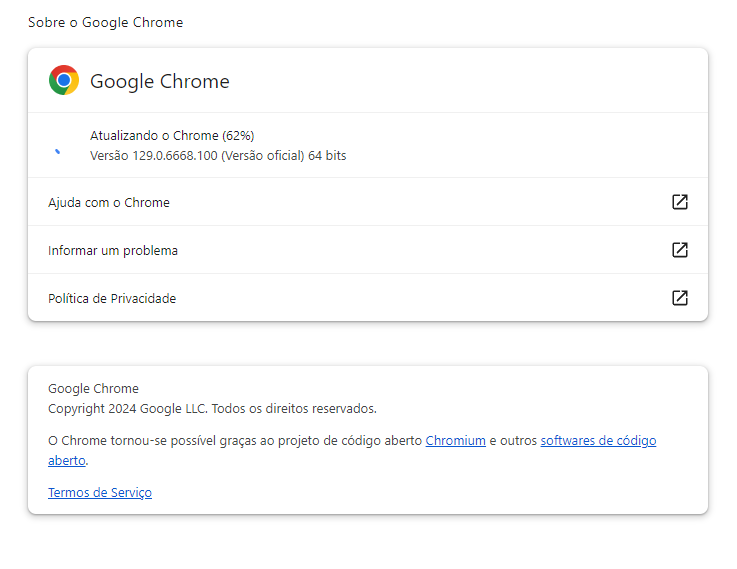 Sobre o Google Chrome
Google Chrome
Atualizando o Chrome (62%)
Versão 129.0.6668.100 (Versão oficial) 64 bits
Ajuda com o Chrome
Informar um problema
Política de Privacidade
Google Chrome
Copyright 2024 Google LLC. Todos os direitos reservados.
O Chrome tornou-se possível graças ao projeto de código aberto Chromium e outros softwares de código
aberto.
Termos de Serviço